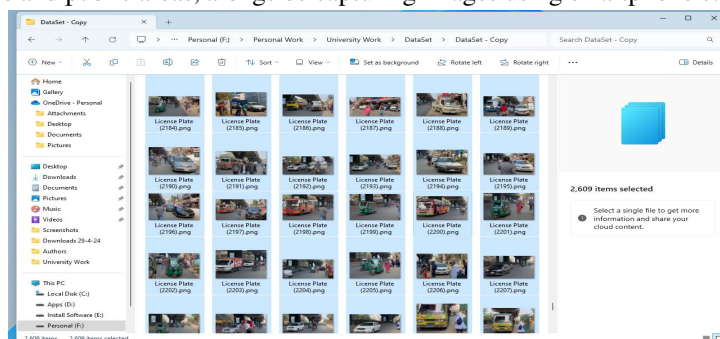 DataSet - Copy
Personal (F:) > Personal Work > University Work > DataSet > DataSet - Copy
Search DataSet - Copy
New
Sort
View
Set as background
Rotate left
Rotate right
Details
Home
Gallery
OneDrive - Personal
Attachments
Desktop
Documents
Pictures
Desktop
Downloads
Documents
Pictures
Music
Videos
Screenshots
Downloads 29-4-24
Authors
University Work
This PC
Local Disk (C:)
Apps (D:)
Install Software (E:)
Personal (F:)
License Plate (2184).png
License Plate (2185).png
License Plate (2186).png
License Plate (2187).png
License Plate (2188).png
License Plate (2189).png
License Plate (2190).png
License Plate (2191).png
License Plate (2192).png
License Plate (2193).png
License Plate (2194).png
License Plate (2195).png
License Plate (2196).png
License Plate (2197).png
License Plate (2198).png
License Plate (2199).png
License Plate (2200).png
License Plate (2201).png
License Plate (2202).png
License Plate (2203).png
License Plate (2204).png
License Plate (2205).png
License Plate (2206).png
License Plate (2207).png
2,609 items selected
Select a single file to get more
information and share your
cloud content.
2,609 items
2,609 items selected